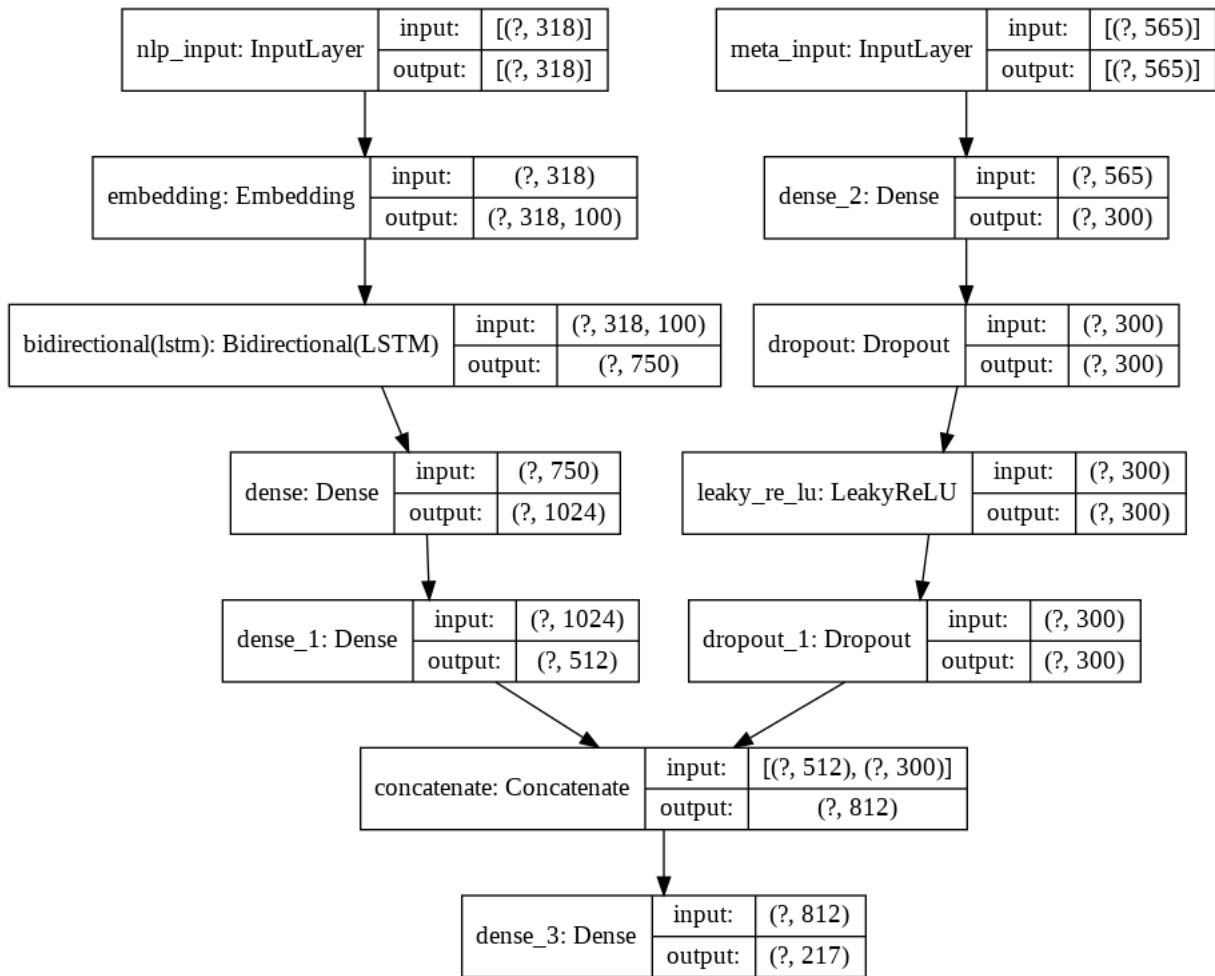 nlp_input: InputLayer
input: [(?, 318)]
output: [(?, 318)]
meta_input: InputLayer
input: [(?, 565)]
output: [(?, 565)]
embedding: Embedding
input: (?, 318)
output: (?, 318, 100)
dense_2: Dense
input: (?, 565)
output: (?, 300)
bidirectional(lstm): Bidirectional(LSTM)
input: (?, 318, 100)
output: (?, 750)
dropout: Dropout
input: (?, 300)
output: (?, 300)
dense: Dense
input: (?, 750)
output: (?, 1024)
leaky_re_lu: LeakyReLU
input: (?, 300)
output: (?, 300)
dense_1: Dense
input: (?, 1024)
output: (?, 512)
dropout_1: Dropout
input: (?, 300)
output: (?, 300)
concatenate: Concatenate
input: [(?, 512), (?, 300)]
output: (?, 812)
dense_3: Dense
input: (?, 812)
output: (?, 217)